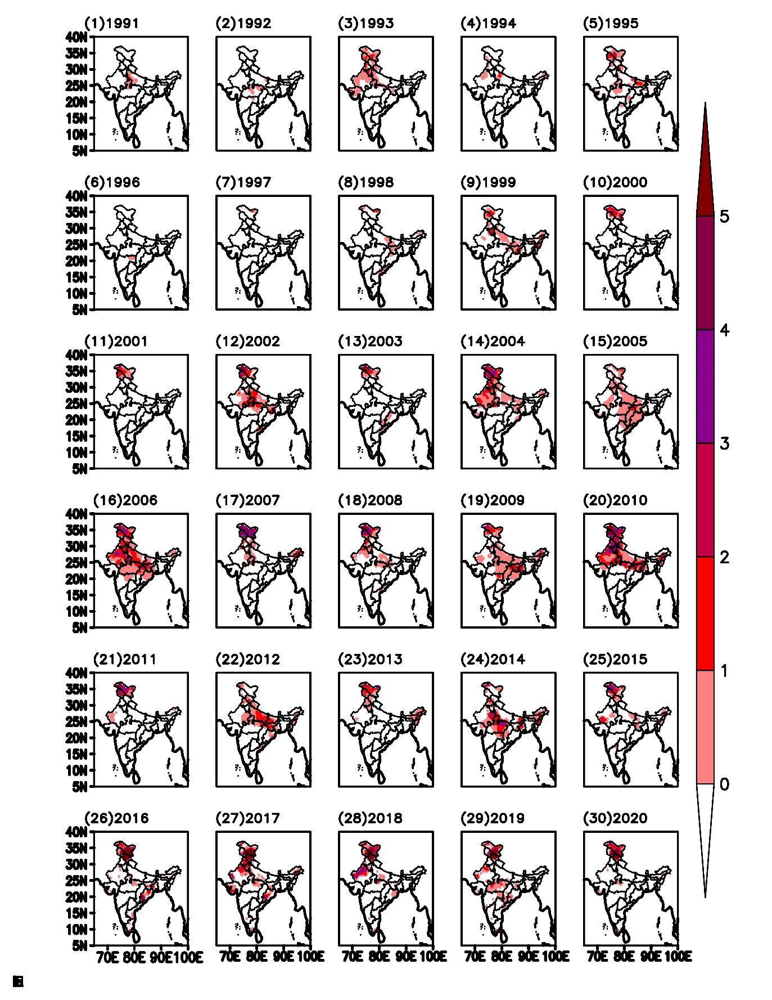 (1)1991 (2)1992 (3)1993 (4)1994 (5)1995
40N
35N
30N
25N
20N
15N
10N
5N
(6)1996 (7)1997 (8)1998 (9)1999 (10)2000
40N
35N
30N
25N
20N
15N
10N
5N
(11)2001 (12)2002 (13)2003 (14)2004 (15)2005
40N
35N
30N
25N
20N
15N
10N
5N
(16)2006 (17)2007 (18)2008 (19)2009 (20)2010
40N
35N
30N
25N
20N
15N
10N
5N
(21)2011 (22)2012 (23)2013 (24)2014 (25)2015
40N
35N
30N
25N
20N
15N
10N
5N
(26)2016 (27)2017 (28)2018 (29)2019 (30)2020
40N
35N
30N
25N
20N
15N
10N
5N
70E 80E 90E 100E 70E 80E 90E 100E 70E 80E 90E 100E 70E 80E 90E 100E 70E 80E 90E 100E
5
4
3
2
1
0